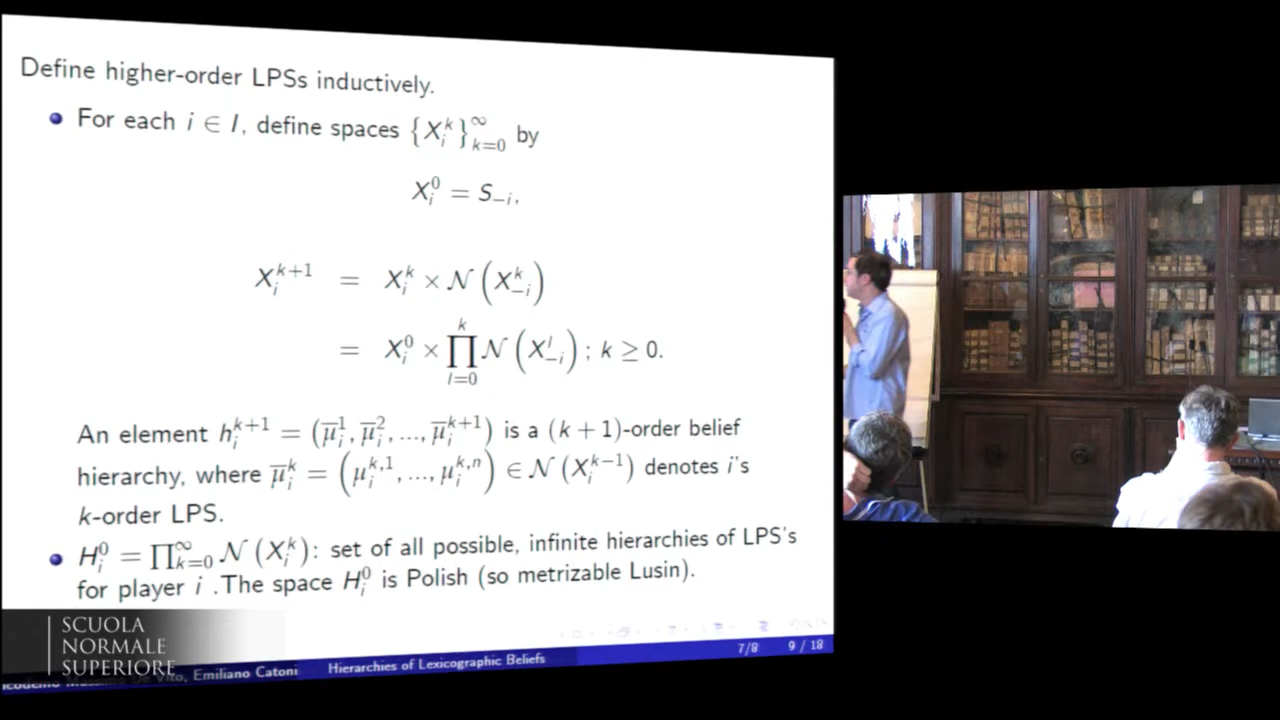 Define higher-order LPSs inductively.
For each i ∈ I, define spaces {X_i^k}_{k=0}^∞ by
X_i^0 = S_{-i},
X_i^{k+1} = X_i^k × N(X_{-i}^k)
= X_i^0 × ∏_{l=0}^k N(X_{-i}^l) ; k ≥ 0.
An element h_i^{k+1} = (μ̅_i^1, μ̅_i^2, ..., μ̅_i^{k+1}) is a (k+1)-order belief
hierarchy, where μ̅_i^k = (μ_i^{k,1}, ..., μ_i^{k,n}) ∈ N(X_i^{k-1}) denotes i's
k-order LPS.
H_i^0 = ∏_{k=0}^∞ N(X_i^k): set of all possible, infinite hierarchies of LPS's
for player i .The space H_i^0 is Polish (so metrizable Lusin).
SCUOLA
NORMALE
SUPERIORE
De Vito, Emiliano Catoni Hierarchies of Lexicographic Beliefs 7/8 9 / 18